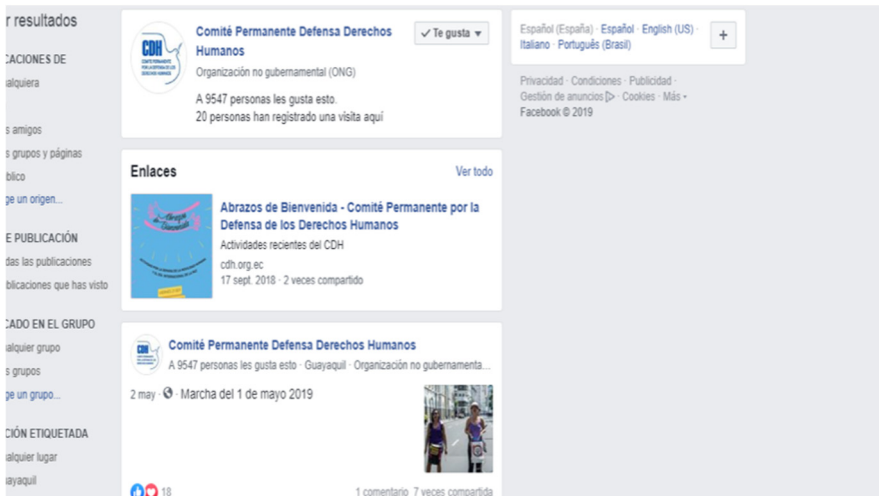 r resultados
CACIONES DE
alquiera
s amigos
s grupos y páginas
blico
ge un origen...
E PUBLICACIÓN
das las publicaciones
blicaciones que has visto
CADO EN EL GRUPO
alquier grupo
s grupos
ge un grupo...
CIÓN ETIQUETADA
alquier lugar
ayaquil
CDH
Comité Permanente Defensa Derechos
Humanos
Te gusta
Organización no gubernamental (ONG)
A 9547 personas les gusta esto.
20 personas han registrado una visita aquí
Enlaces
Ver todo
Abrazos de Bienvenida - Comité Permanente por la
Defensa de los Derechos Humanos
Actividades recientes del CDH
cdh.org.ec
17 sept. 2018 · 2 veces compartido
CDH
Comité Permanente Defensa Derechos Humanos
A 9547 personas les gusta esto · Guayaquil · Organización no gubernamenta...
2 may · Marcha del 1 de mayo 2019
18
1 comentario 7 veces compartida
Español (España) · Español · English (US) ·
Italiano · Português (Brasil)
+
Privacidad · Condiciones · Publicidad ·
Gestión de anuncios · Cookies · Más
Facebook © 2019